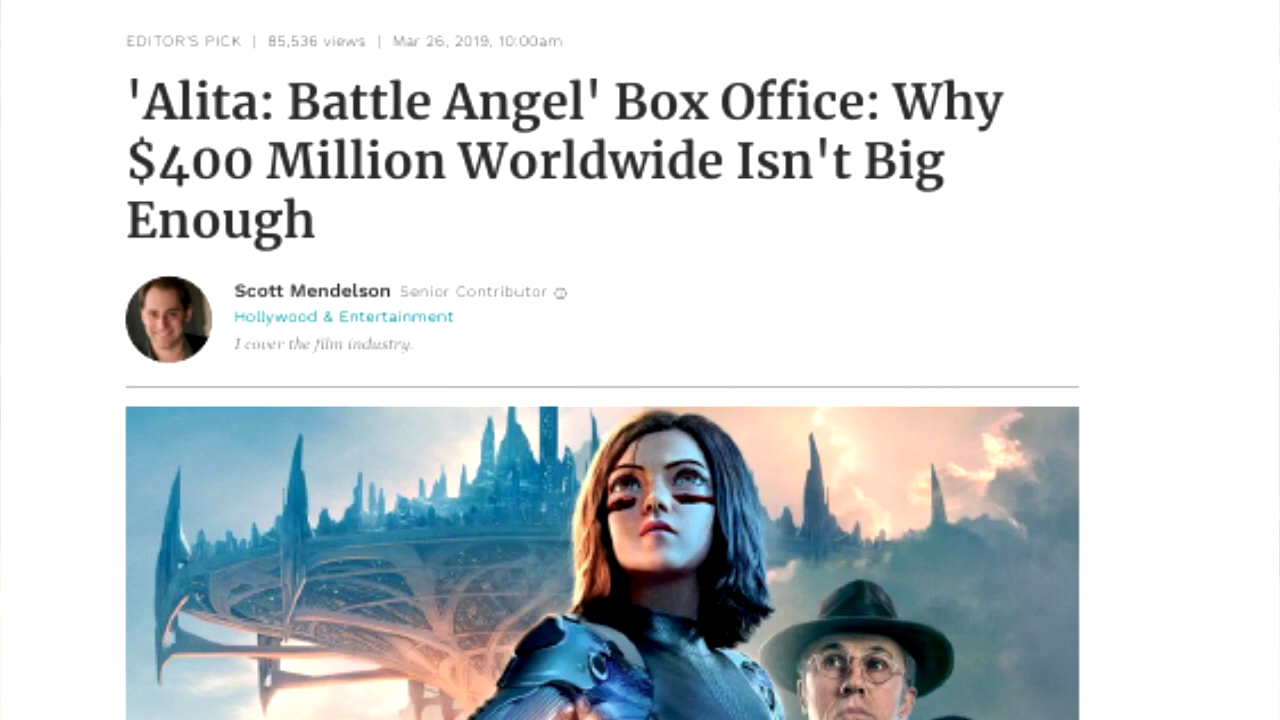 EDITOR'S PICK | 85,536 views | Mar 26, 2019, 10:00am
'Alita: Battle Angel' Box Office: Why
$400 Million Worldwide Isn't Big
Enough
Scott Mendelson Senior Contributor
Hollywood & Entertainment
I cover the film industry.